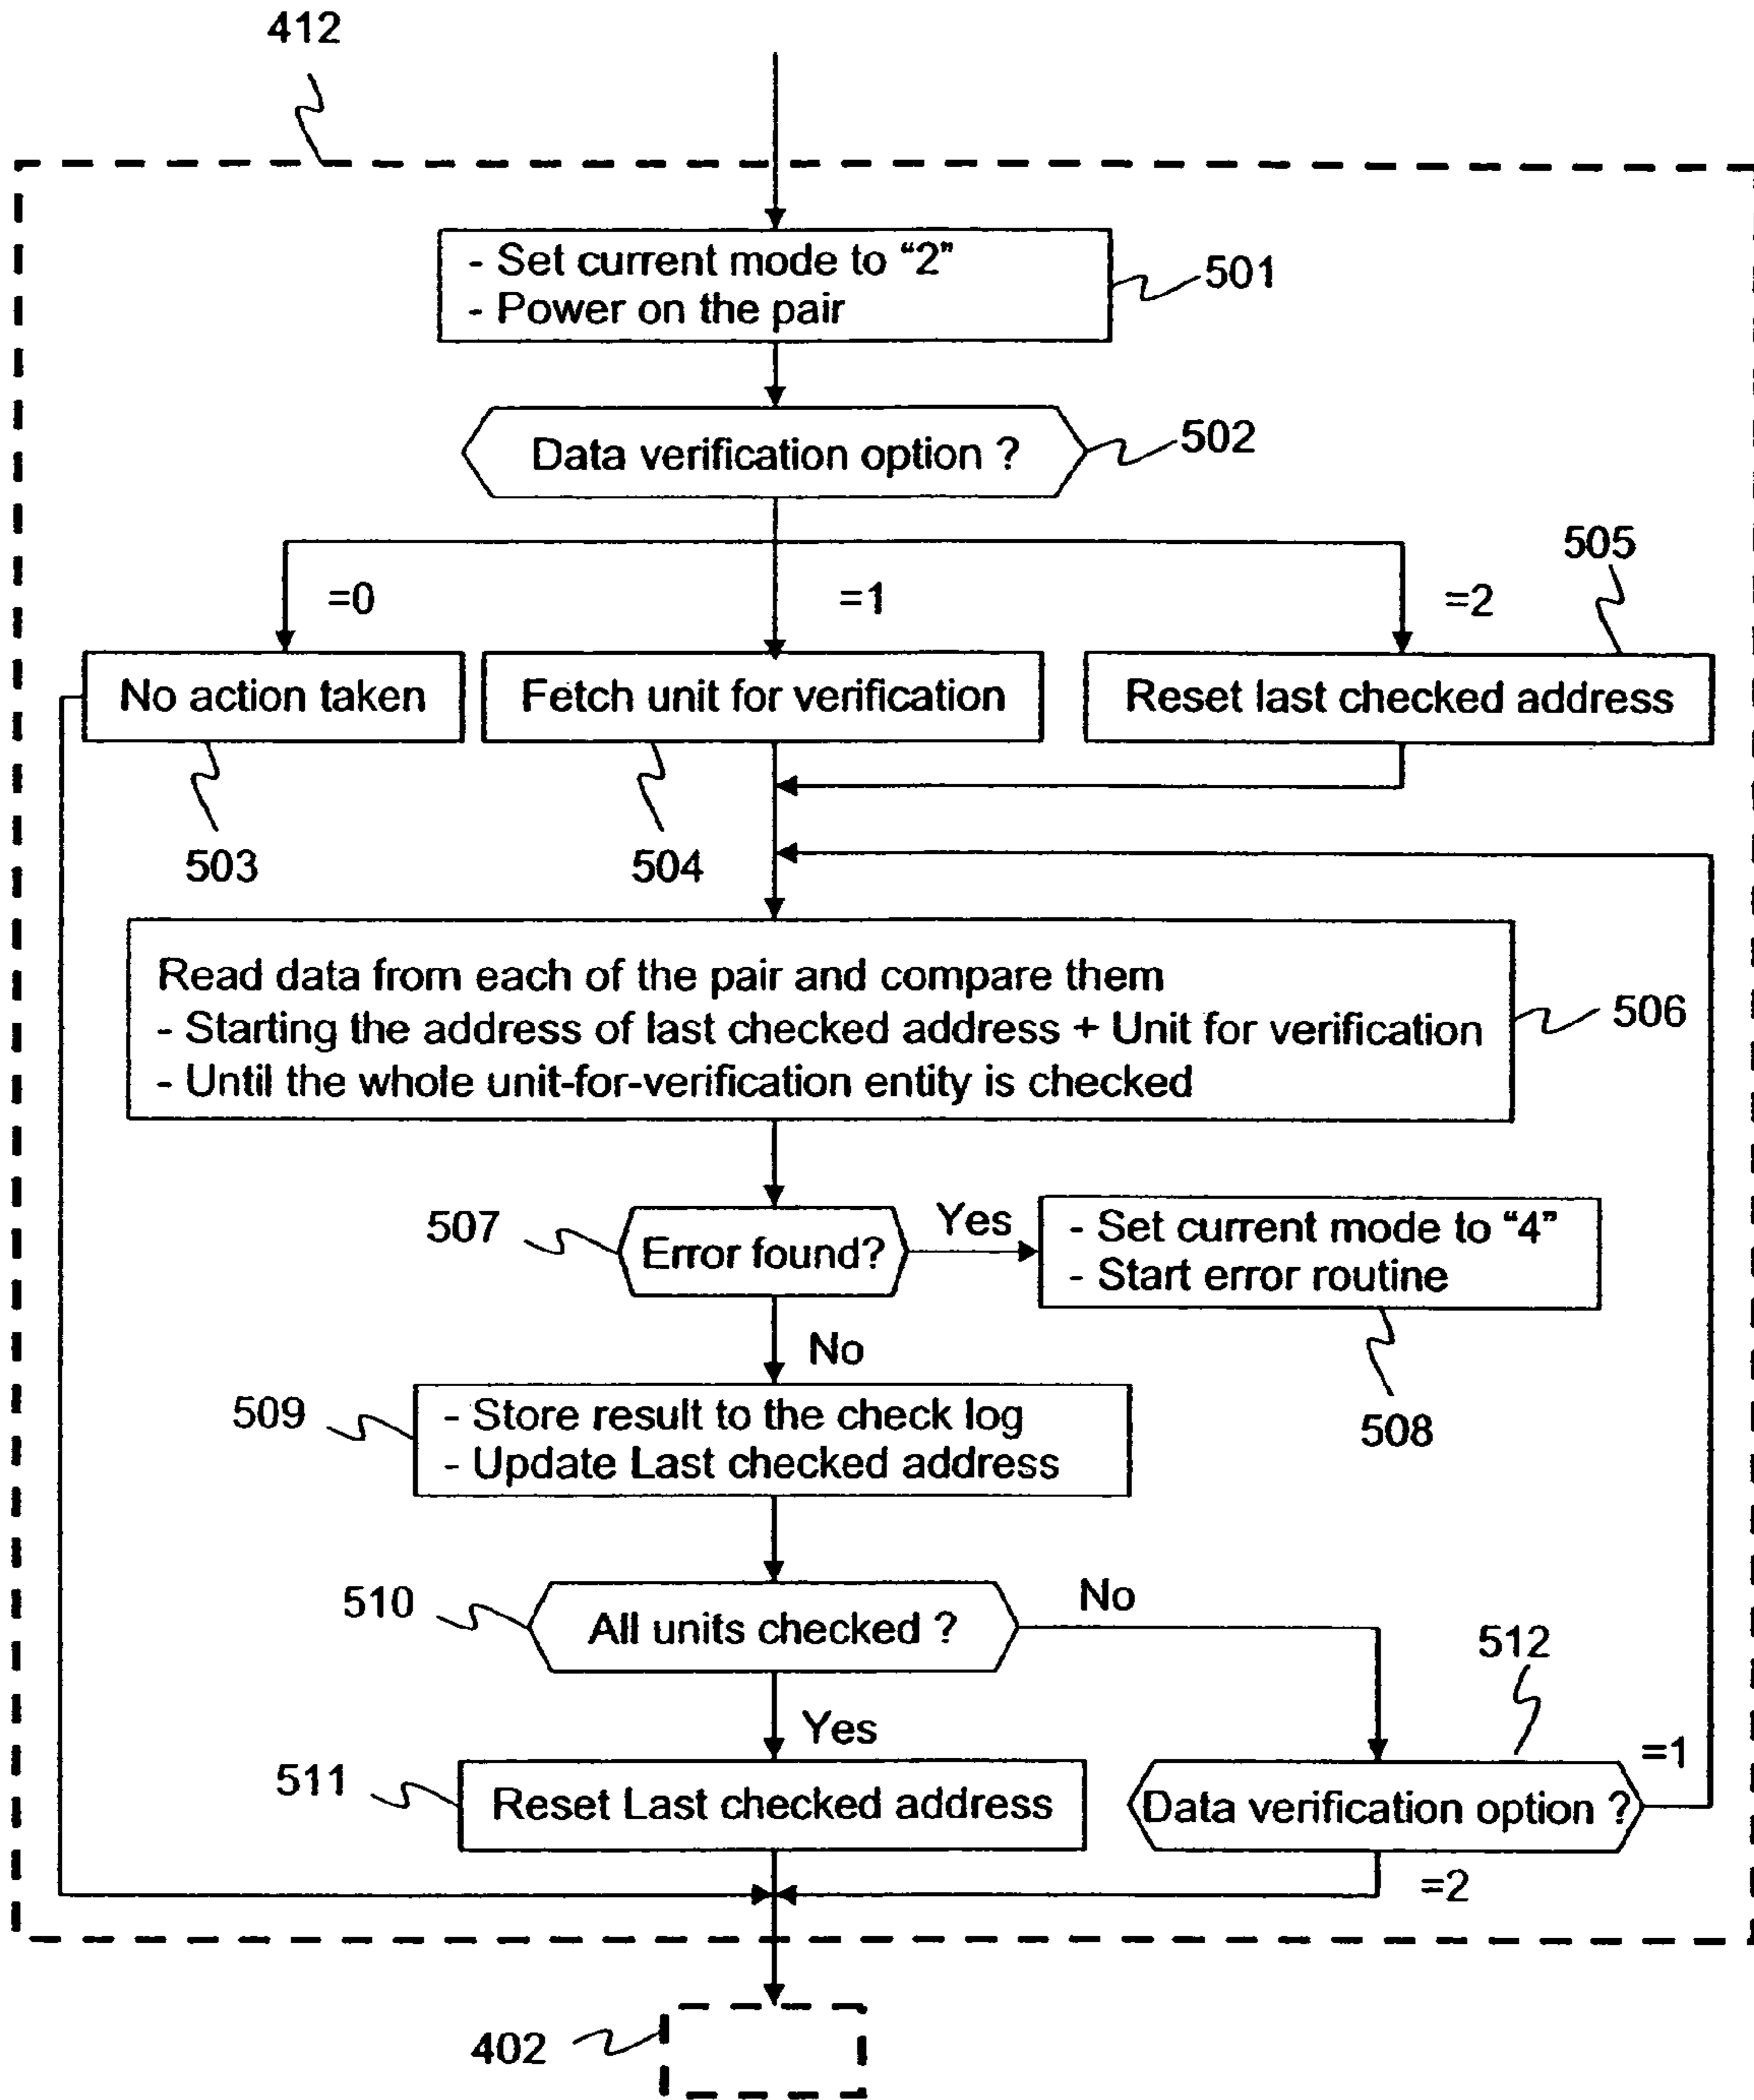 412
- Set current mode to “2”
- Power on the pair
501
Data verification option ?
502
505
=0
=1
=2
No action taken
Fetch unit for verification
Reset last checked address
503
504
Read data from each of the pair and compare them
- Starting the address of last checked address + Unit for verification
- Until the whole unit-for-verification entity is checked
506
507
Error found?
Yes
- Set current mode to “4”
- Start error routine
508
No
509
- Store result to the check log
- Update Last checked address
510
All units checked ?
No
512
Yes
511
Reset Last checked address
Data verification option ?
=1
=2
402